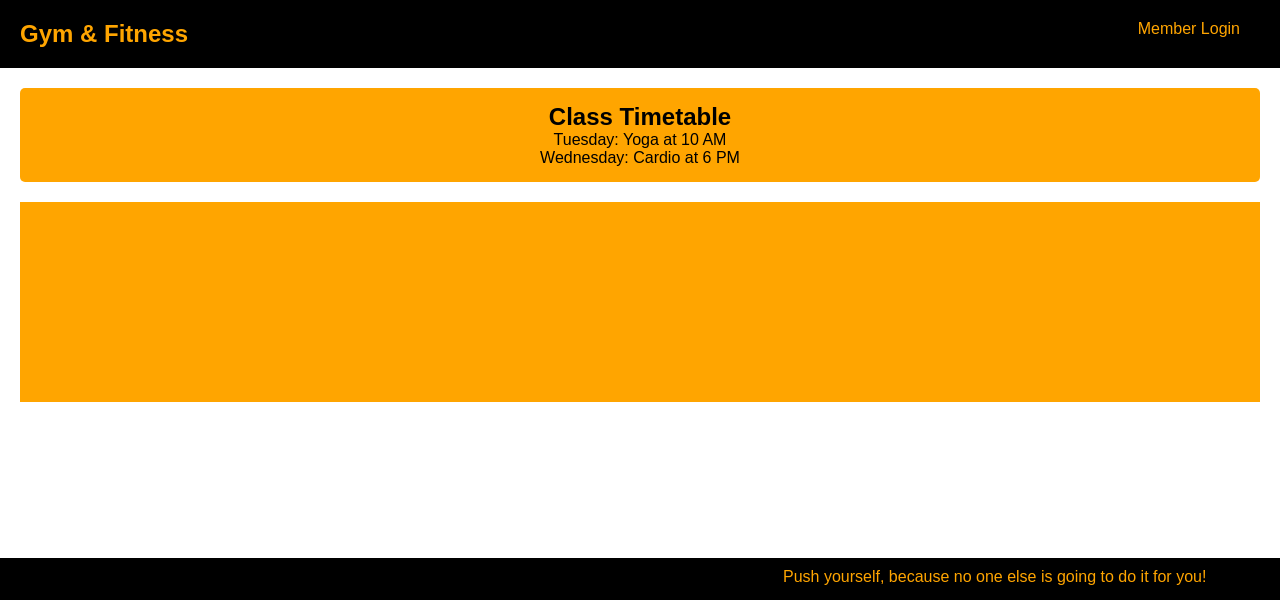 Gym & Fitness
Member Login
Class Timetable
Tuesday: Yoga at 10 AM
Wednesday: Cardio at 6 PM
Push yourself, because no one else is going to do it for you!